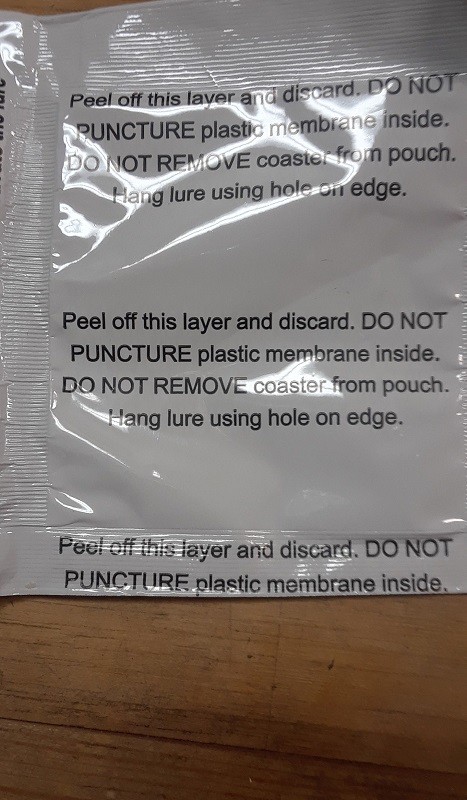 Peel off this layer and discard. DO NOT
PUNCTURE plastic membrane inside.
DO NOT REMOVE coaster from pouch.
Hang lure using hole on edge.
Peel off this layer and discard. DO NOT
PUNCTURE plastic membrane inside.
DO NOT REMOVE coaster from pouch.
Hang lure using hole on edge.
Peel off this layer and discard. DO NOT
PUNCTURE plastic membrane inside.